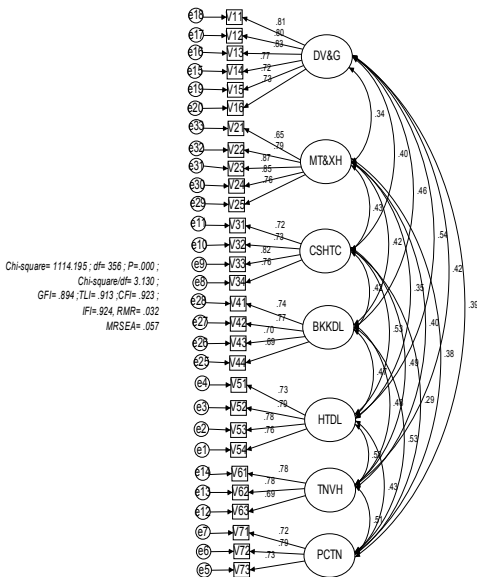 e18 V11 .81
e17 V12 .80
e16 V13 .83 DV&G
e15 V14 .77
e19 V15 .72
e20 V16 .73
e33 V21 .65 .34
e32 V22 .79 .40
e31 V23 .87 MT&XH .46
e30 V24 .85 .54
e29 V25 .76 .42
.43 .39
e11 V31 .72 .42
e10 V32 .73 CSHTC .35
e9 V33 .82 .40
e8 V34 .76 .38
Chi-square= 1114.195 ; df= 356 ; P=.000 ;
Chi-square/df= 3.130 ;
GFI= .894 ;TLI= .913 ;CFI= .923 ;
IFI=.924, RMR= .032
MRSEA= .057
e28 V41 .74 .53
e27 V42 .77 BKKDL
e26 V43 .70 .49
e25 V44 .69 .29
e4 V51 .73 .53
e3 V52 .79 HTDL
e2 V53 .78
e1 V54 .76
e14 V61 .78 .43
e13 V62 .78 TNVH
e12 V63 .69 .51
e7 V71 .72
e6 V72 .79 PCTN
e5 V73 .73